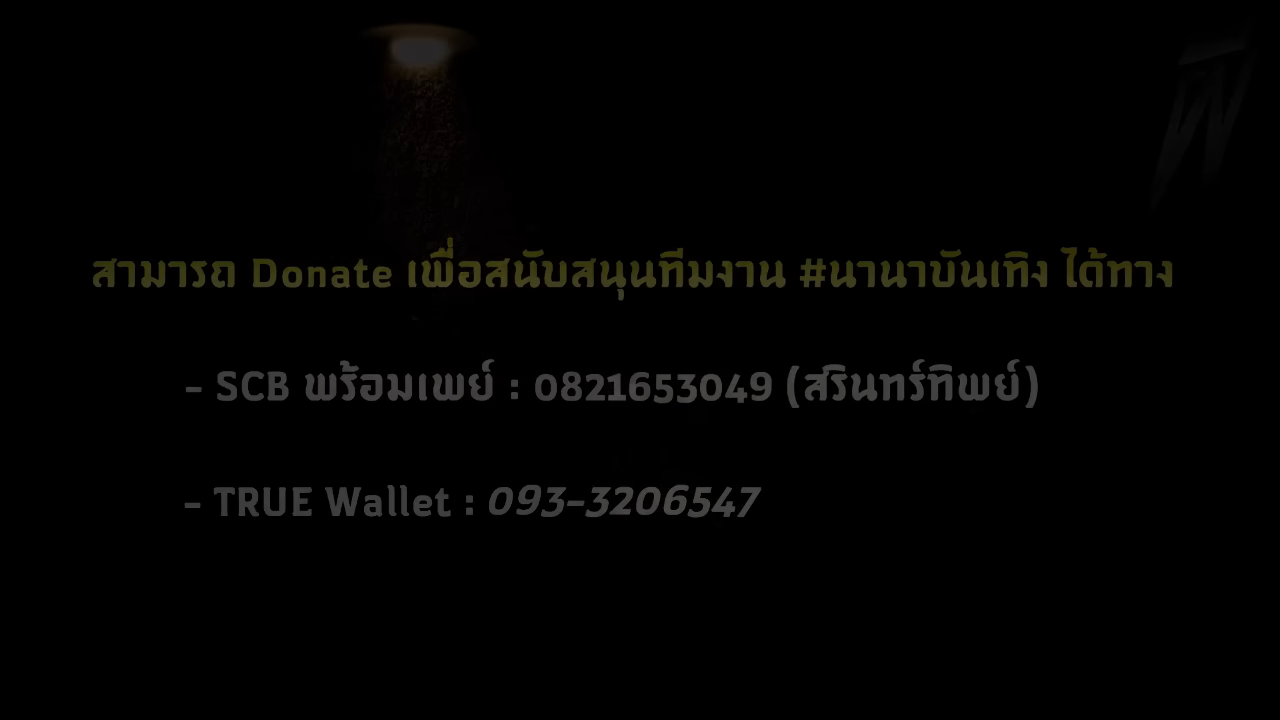 สามารถ Donate เพื่อสนับสนุนทีมงาน #นานาบันเทิง ได้ทาง
- SCB พร้อมเพย์ : 0821653049 (สรินทร์ทิพย์)
- TRUE Wallet : 093-3206547